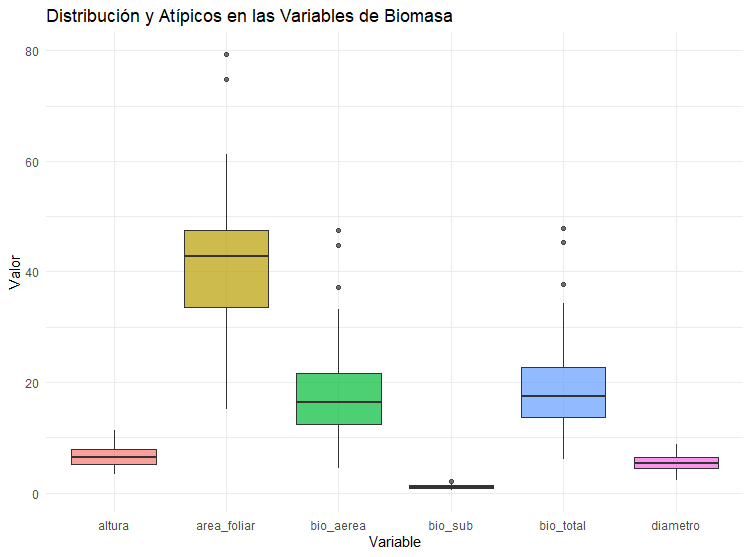 Distribución y Atípicos en las Variables de Biomasa
Valor
80
60
40
20
0
altura area_foliar bio_aerea bio_sub bio_total diametro
Variable